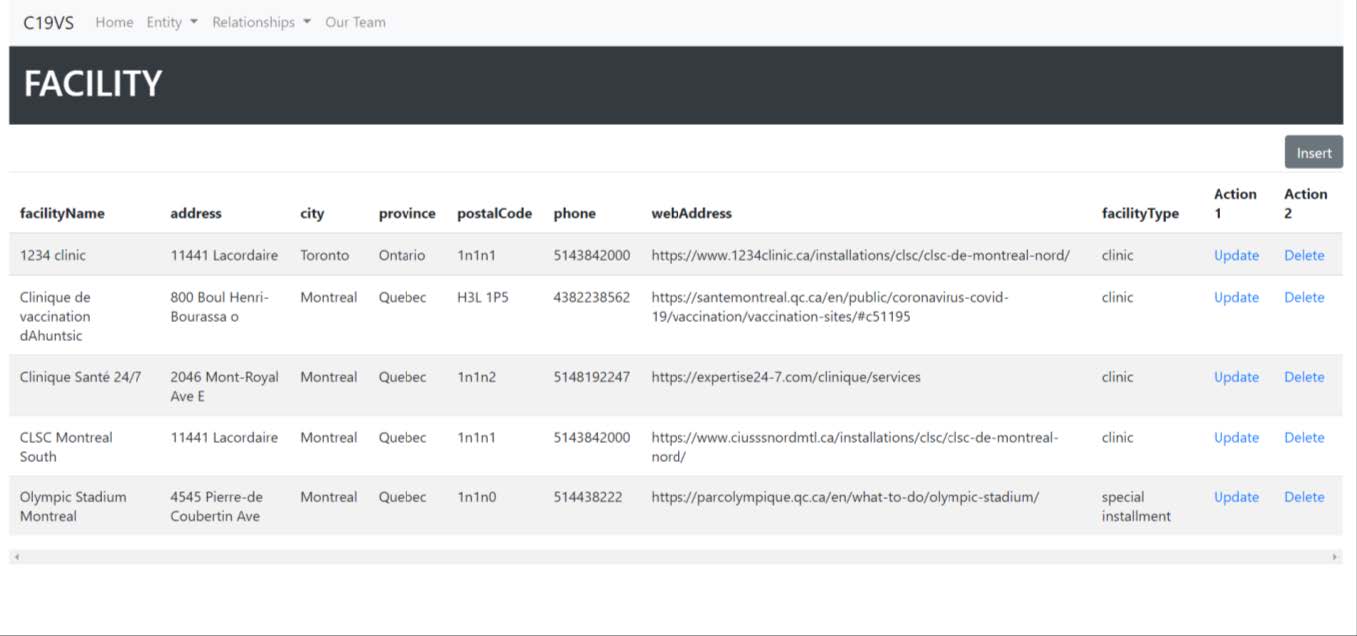 C19VS Home Entity Relationships Our Team
FACILITY
Insert
facilityName address city province postalCode phone webAddress facilityType Action 1 Action 2
1234 clinic 11441 Lacordaire Toronto Ontario 1n1n1 5143842000 https://www.1234clinic.ca/installations/clsc/clsc-de-montreal-nord/ clinic Update Delete
Clinique de Ahuntsic 800 Boul Henri- Montreal Quebec H3L 1P5 4382238562 https://santemontreal.qc.ca/en/public/coronavirus-covid- clinic Update Delete
vaccination Bourassa o 19/vaccination/vaccination-sites/#c51195
dAhuntsic
Clinique Santé 24/7 2046 Mont-Royal Montreal Quebec 1n1n2 5148192247 https://expertise24-7.com/clinique/services clinic Update Delete
Ave E
CLSC Montreal 11441 Lacordaire Montreal Quebec 1n1n1 5143842000 https://www.ciusssnordmtl.ca/installations/clsc/clsc-de-montreal- clinic Update Delete
South nord/
Olympic Stadium 4545 Pierre-de Montreal Quebec 1n1n0 514438222 https://parcolympique.qc.ca/en/what-to-do/olympic-stadium/ special Update Delete
Montreal Coubertin Ave installment